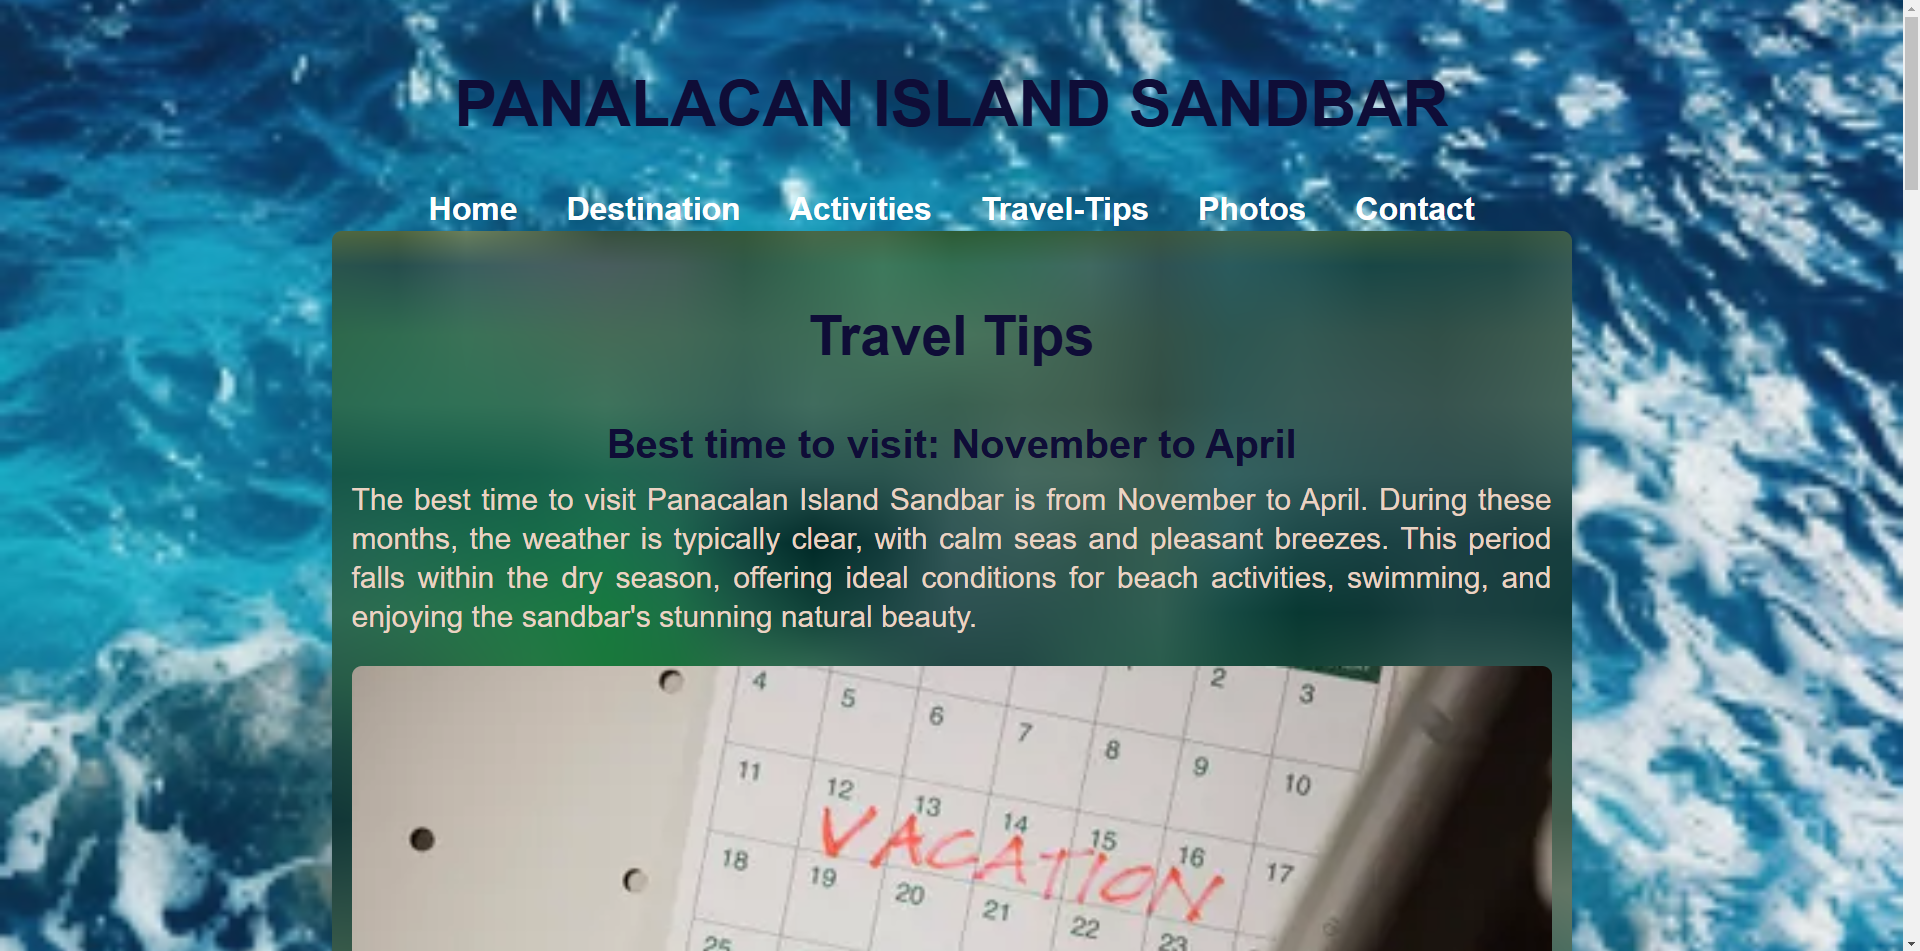 PANALACAN ISLAND SANDBAR
Home Destination Activities Travel-Tips Photos Contact
Travel Tips
Best time to visit: November to April
The best time to visit Panacalan Island Sandbar is from November to April. During these
months, the weather is typically clear, with calm seas and pleasant breezes. This period
falls within the dry season, offering ideal conditions for beach activities, swimming, and
enjoying the sandbar's stunning natural beauty.
2 3
4 5 6 7 8 9 10
11 12 13 14 15 16 17
VACATION
18 19 20 21 22 23
25